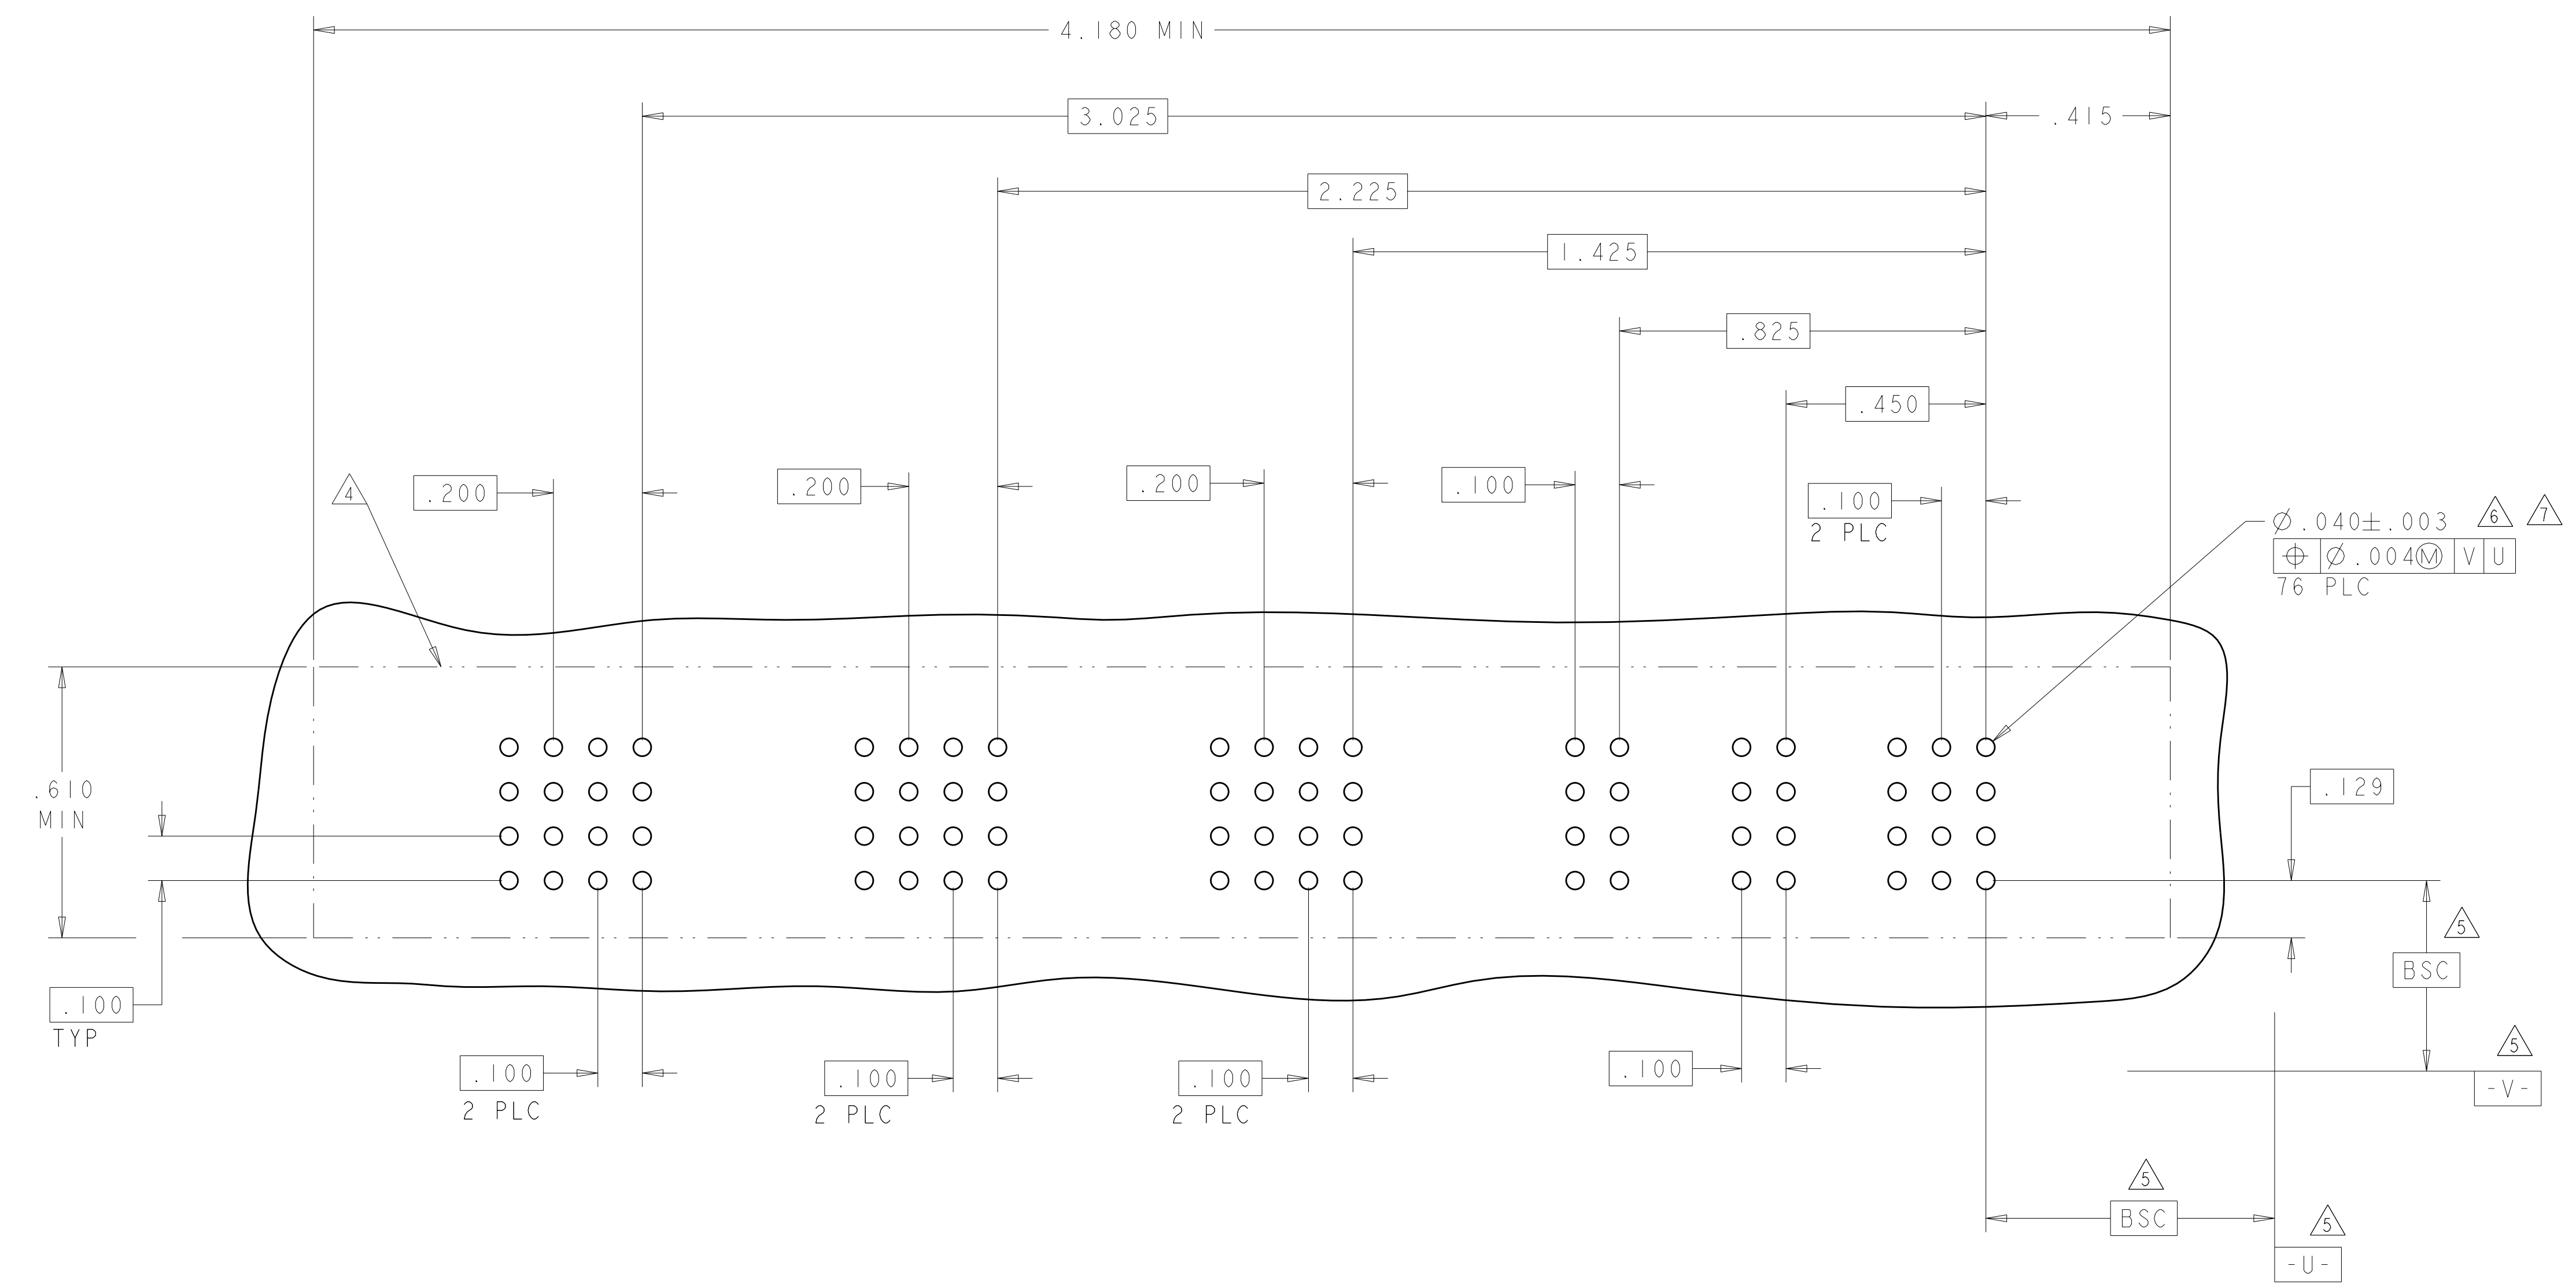 4.180 MIN
3.025
.415
2.225
1.425
.825
.450
4
.200
.200
.200
.100
.100
2 PLC
⌀.040±.003 6 7
⌖ ⌀.004Ⓜ V U
76 PLC
.610
MIN
.129
5
BSC
.100
TYP
5
-V-
.100
2 PLC
.100
2 PLC
.100
2 PLC
.100
5
BSC
5
-U-